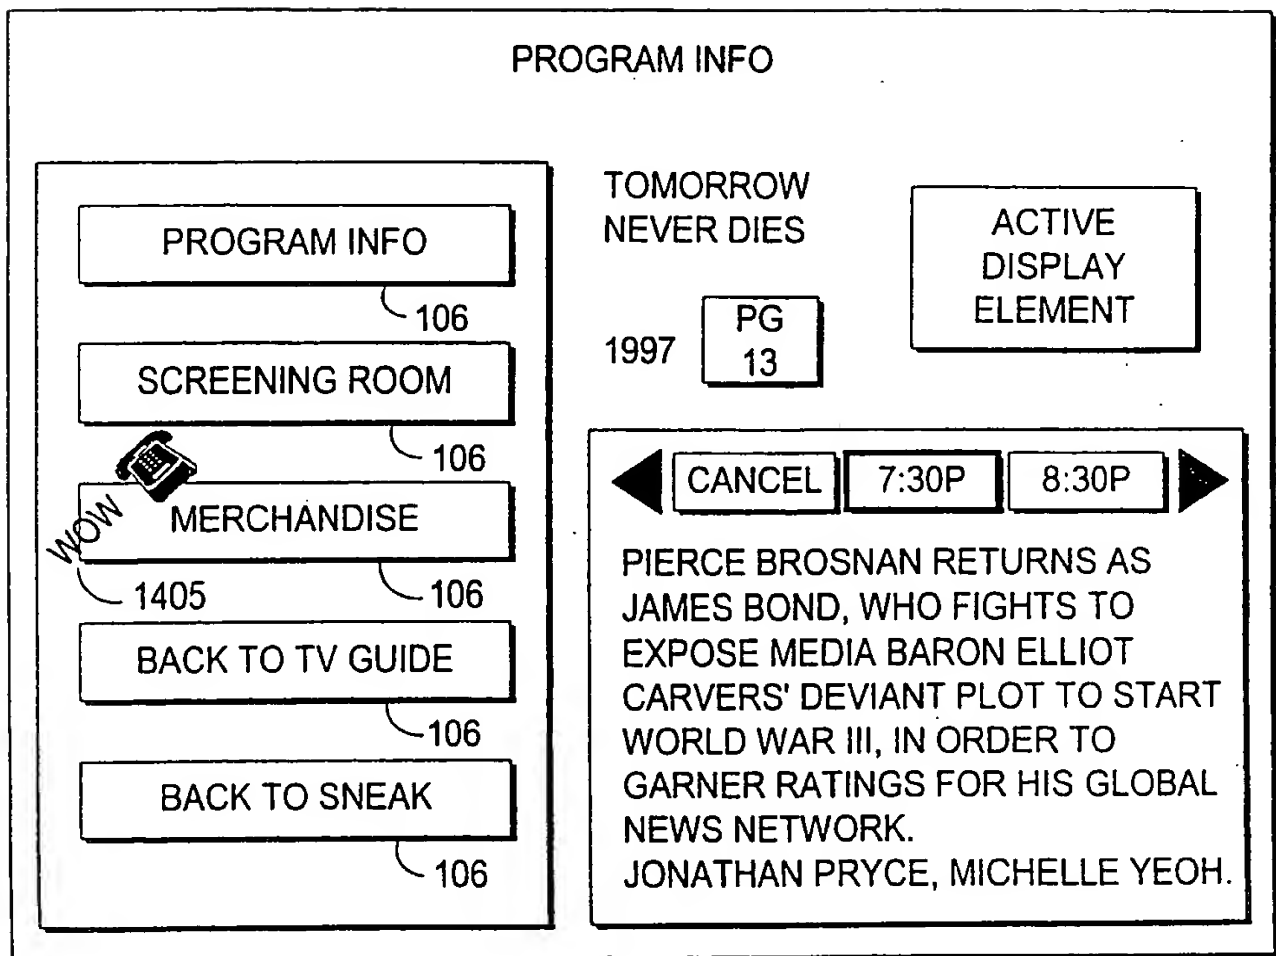 PROGRAM INFO
PROGRAM INFO
106
SCREENING ROOM
106
WOW
MERCHANDISE
1405
106
BACK TO TV GUIDE
106
BACK TO SNEAK
106
TOMORROW
NEVER DIES
1997
PG
13
ACTIVE
DISPLAY
ELEMENT
CANCEL 7:30P 8:30P
PIERCE BROSNAN RETURNS AS
JAMES BOND, WHO FIGHTS TO
EXPOSE MEDIA BARON ELLIOT
CARVERS' DEVIANT PLOT TO START
WORLD WAR III, IN ORDER TO
GARNER RATINGS FOR HIS GLOBAL
NEWS NETWORK.
JONATHAN PRYCE, MICHELLE YEOH.